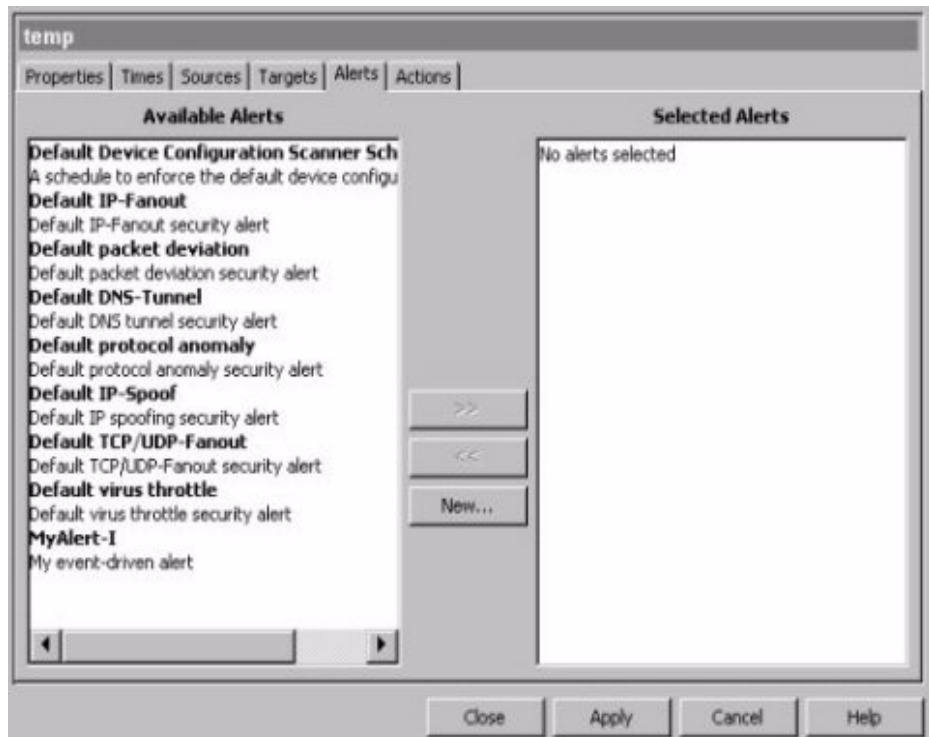 temp
Properties Times Sources Targets Alerts Actions
Available Alerts
Default Device Configuration Scanner Sch
A schedule to enforce the default device configu
Default IP-Fanout
Default IP-Fanout security alert
Default packet deviation
Default packet deviation security alert
Default DNS-Tunnel
Default DNS tunnel security alert
Default protocol anomaly
Default protocol anomaly security alert
Default IP-Spoof
Default IP spoofing security alert
Default TCP/UDP-Fanout
Default TCP/UDP-Fanout security alert
Default virus throttle
Default virus throttle security alert
MyAlert-I
My event-driven alert
>>
<<
New...
Selected Alerts
No alerts selected
Close Apply Cancel Help